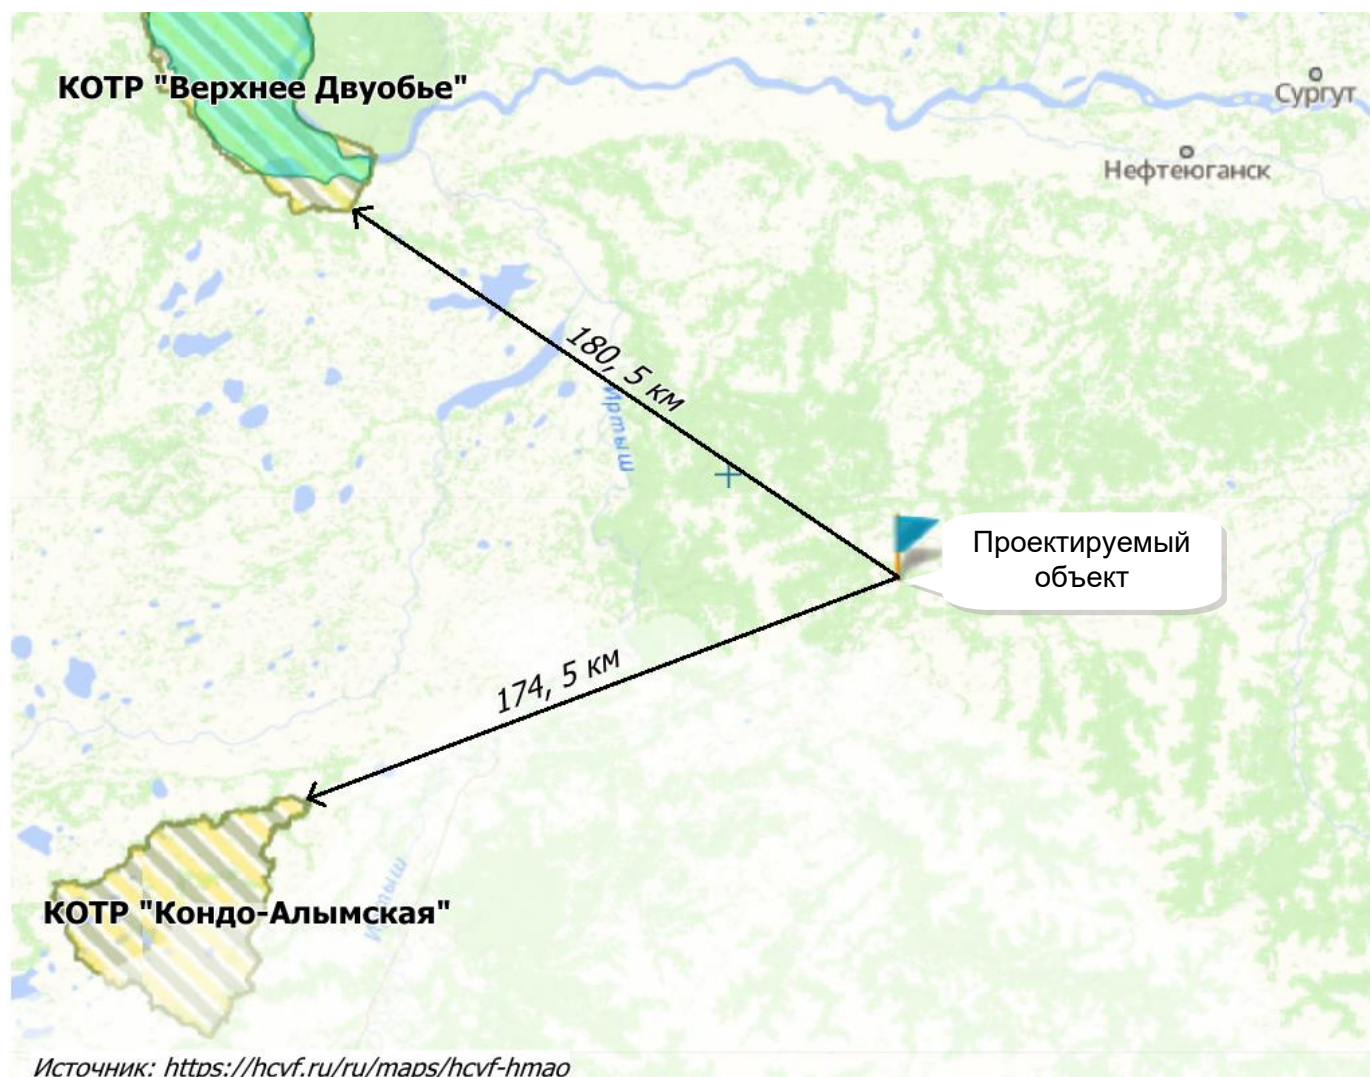 КОТР "Верхнее Двуобье"
Сургут
Нефтеюганск
180, 5 км
Иртыш
Проектируемый
объект
174, 5 км
Иртыш
КОТР "Кондо-Алымская"
Источник: https://hcvf.ru/ru/maps/hcvf-hmao